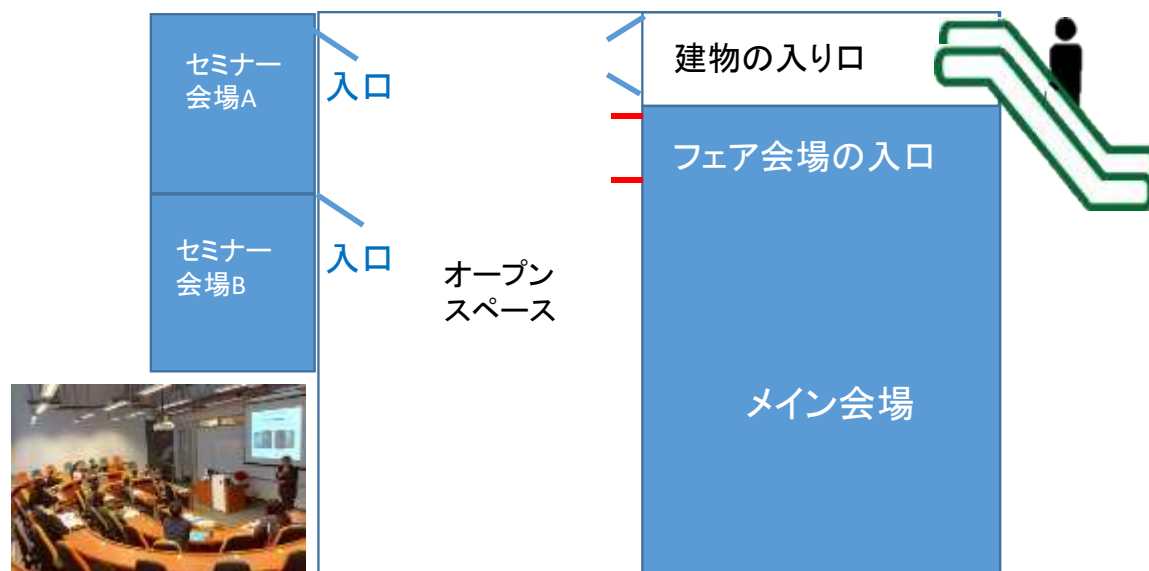 セミナー
会場A
入口
建物の入り口
フェア会場の入口
セミナー
会場B
入口
オープン
スペース
メイン会場